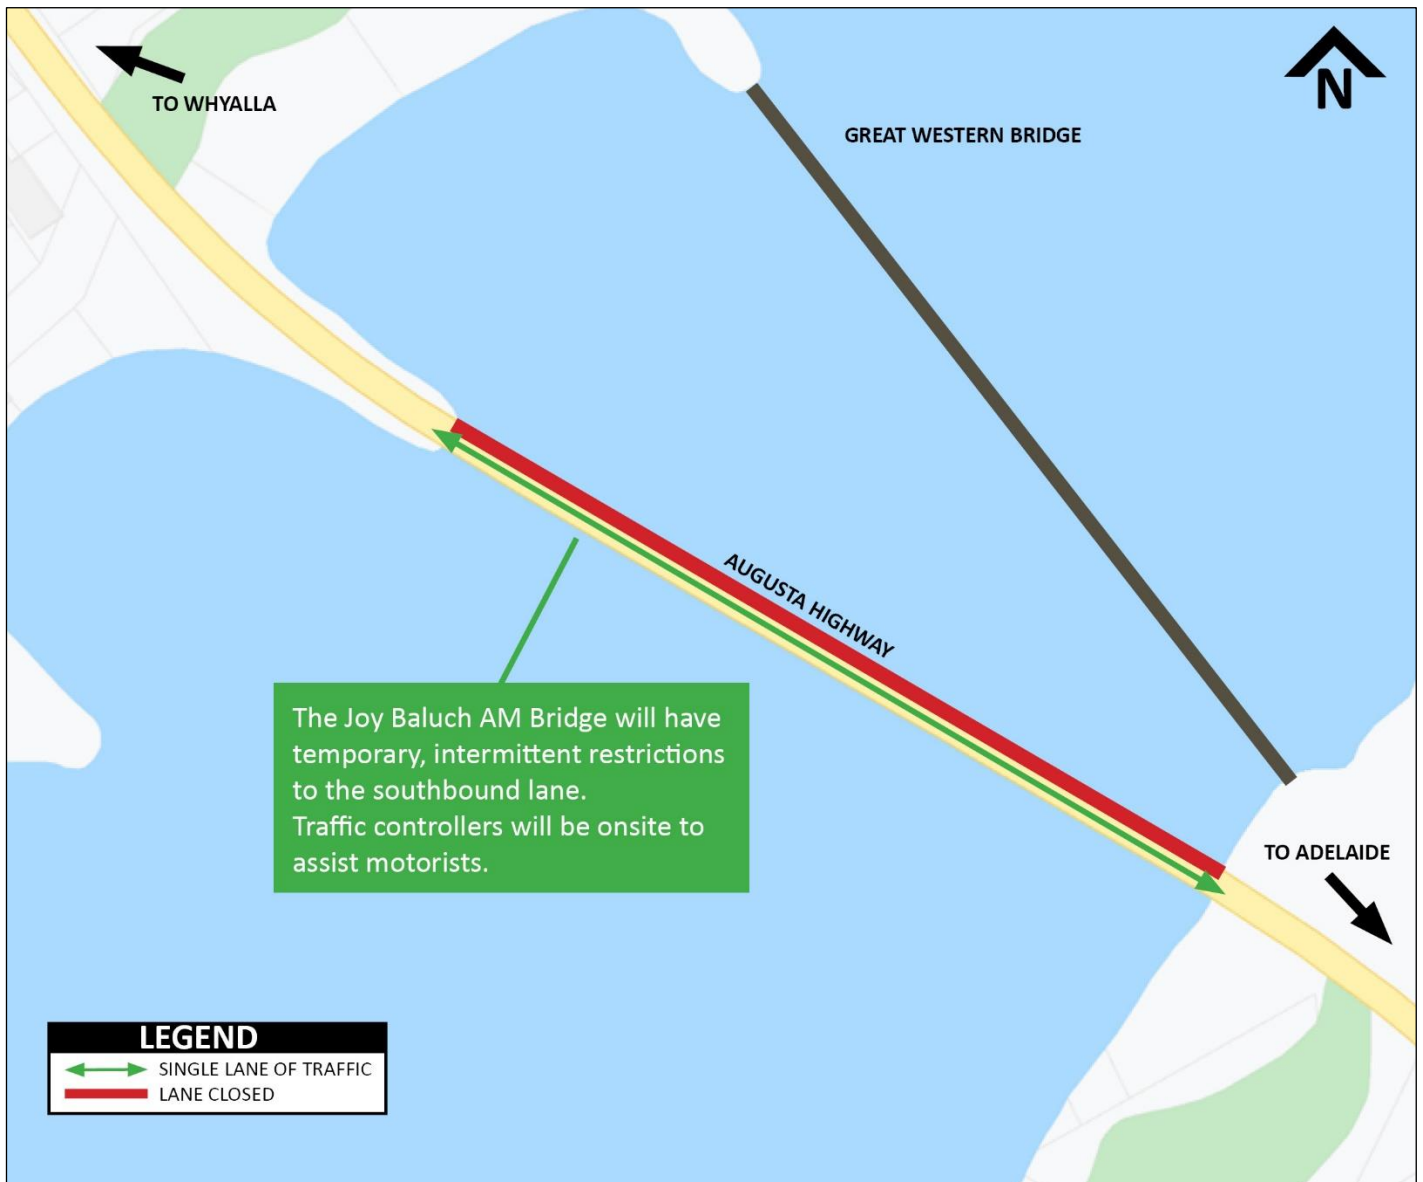 TO WHYALLA
N
GREAT WESTERN BRIDGE
AUGUSTA HIGHWAY
The Joy Baluch AM Bridge will have
temporary, intermittent restrictions
to the southbound lane.
Traffic controllers will be onsite to
assist motorists.
TO ADELAIDE
LEGEND
SINGLE LANE OF TRAFFIC
LANE CLOSED